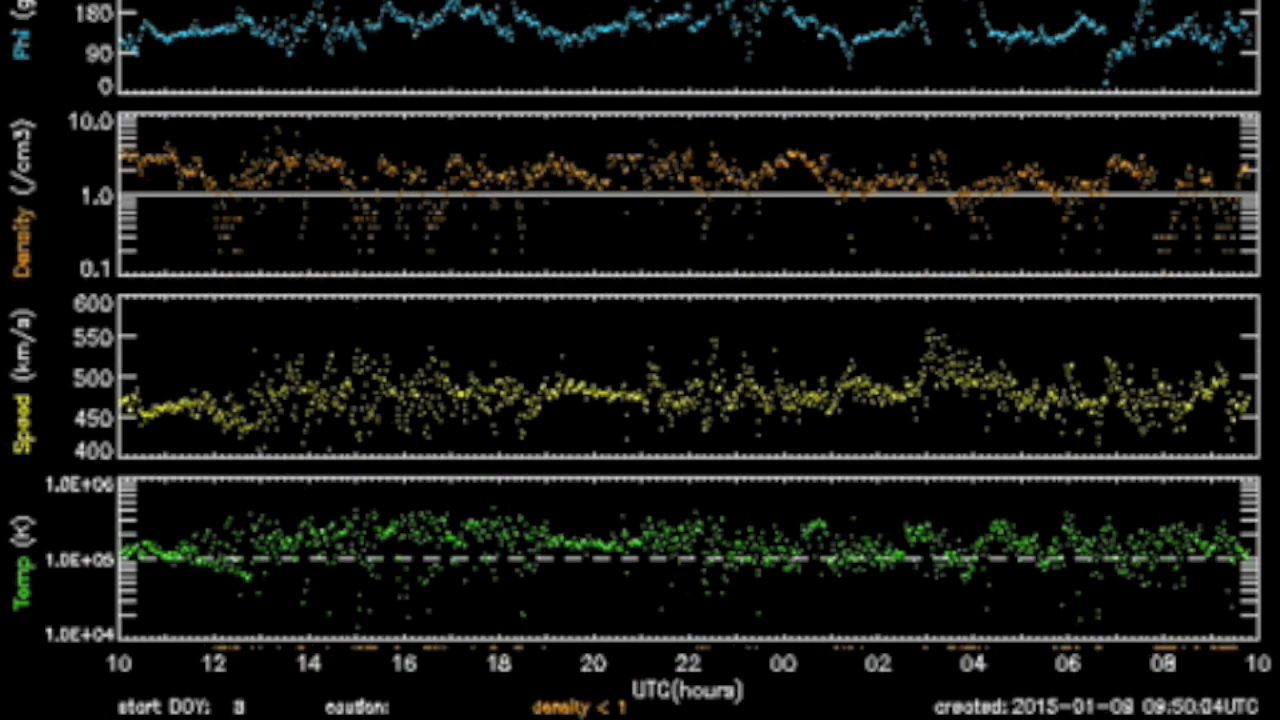 180
90
0
Phi (g
10.0
1.0
0.1
Density (/cm3)
600
550
500
450
400
Speed (km/s)
1.0E+06
1.0E+05
1.0E+04
Temp (K)
10 12 14 16 18 20 22 00 02 04 06 08 10
UTC(hours)
start DOY: 8 caution: density < 1 created: 2015-01-09 09:50:04UTC